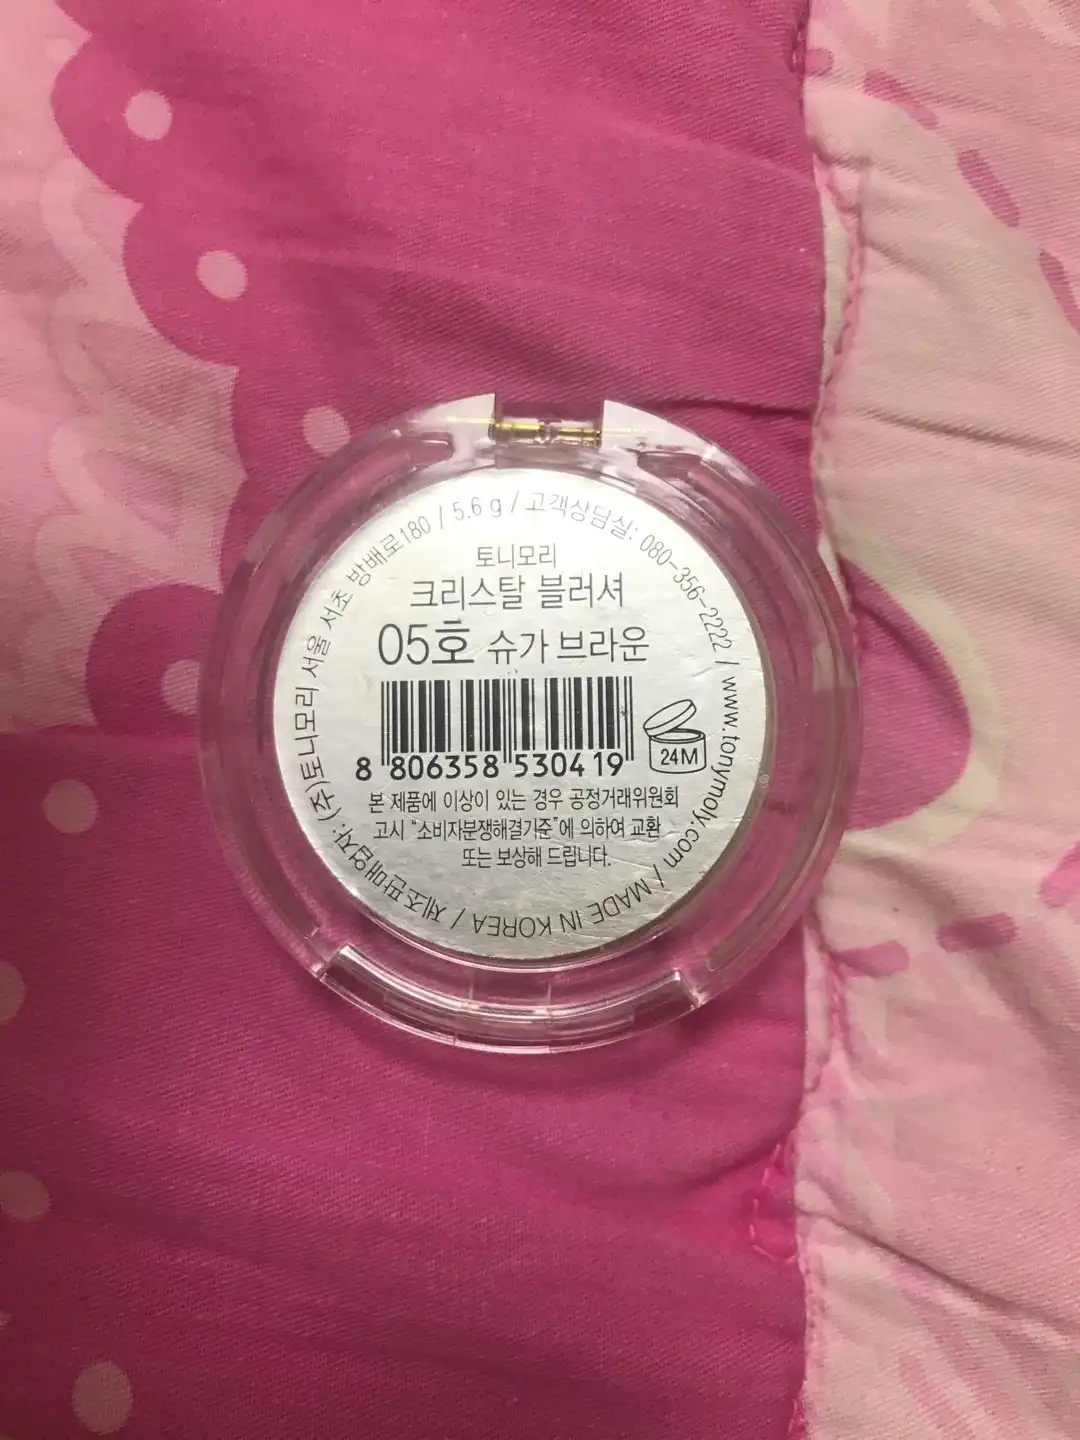 토니모리
크리스탈 블러셔
05호 슈가 브라운
8 806358 530419
24M
본 제품에 이상이 있는 경우 공정거래위원회
고시 "소비자분쟁해결기준"에 의하여 교환
또는 보상해 드립니다.
제조판매업자: (주)토니모리 서울 서초 방배로180 / 5.6 g / 고객상담실: 080-356-2222 / www.tonymoly.com / MADE IN KOREA /